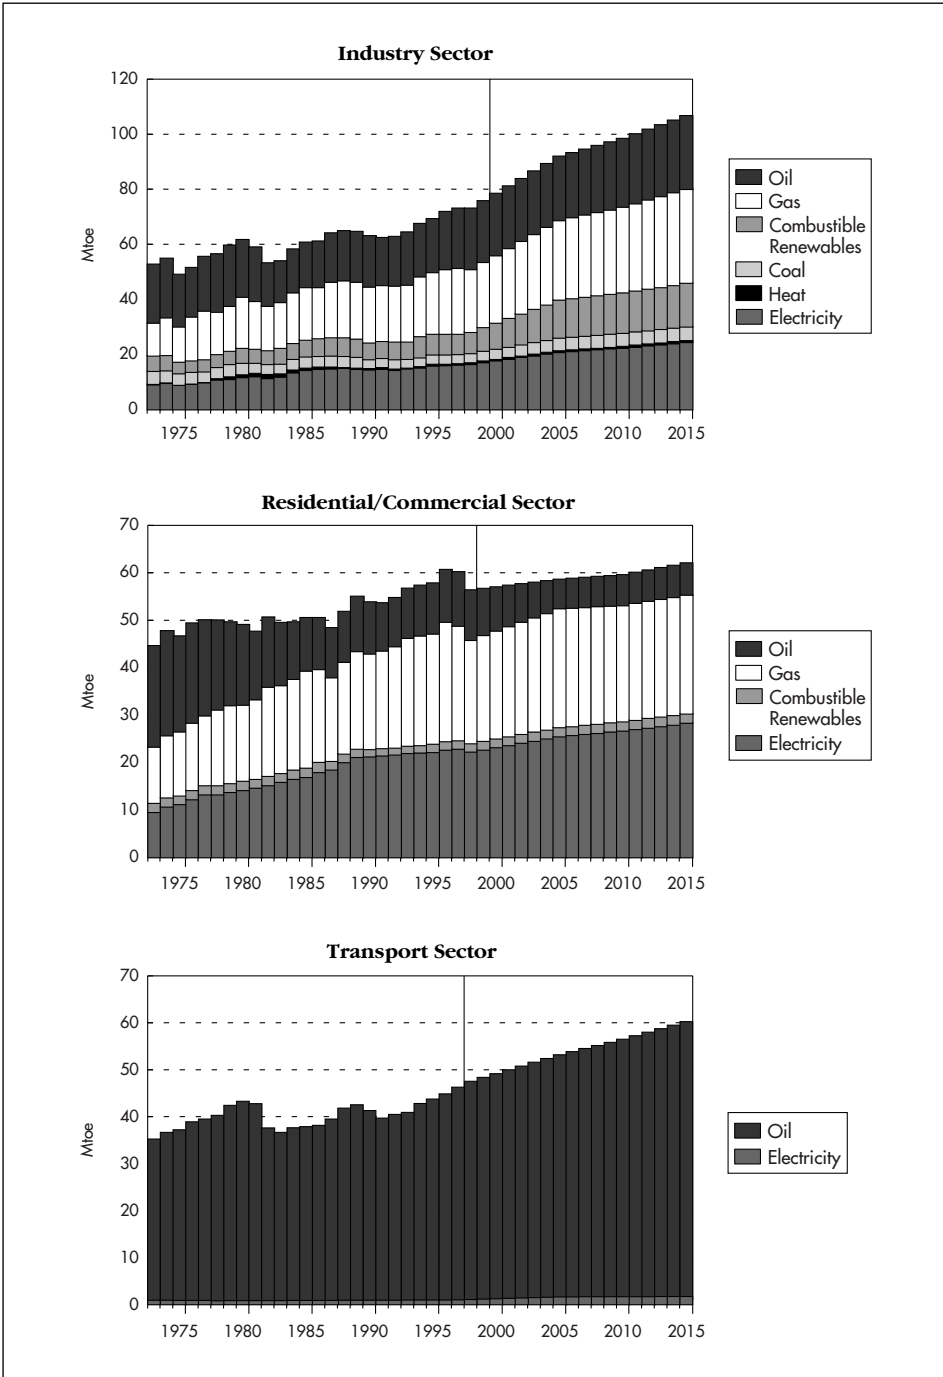 Industry Sector
120
100
80
60
40
20
0
Mtoe
1975 1980 1985 1990 1995 2000 2005 2010 2015
Oil
Gas
Combustible
Renewables
Coal
Heat
Electricity
Residential/Commercial Sector
70
60
50
40
30
20
10
0
Mtoe
1975 1980 1985 1990 1995 2000 2005 2010 2015
Oil
Gas
Combustible
Renewables
Electricity
Transport Sector
70
60
50
40
30
20
10
0
Mtoe
1975 1980 1985 1990 1995 2000 2005 2010 2015
Oil
Electricity